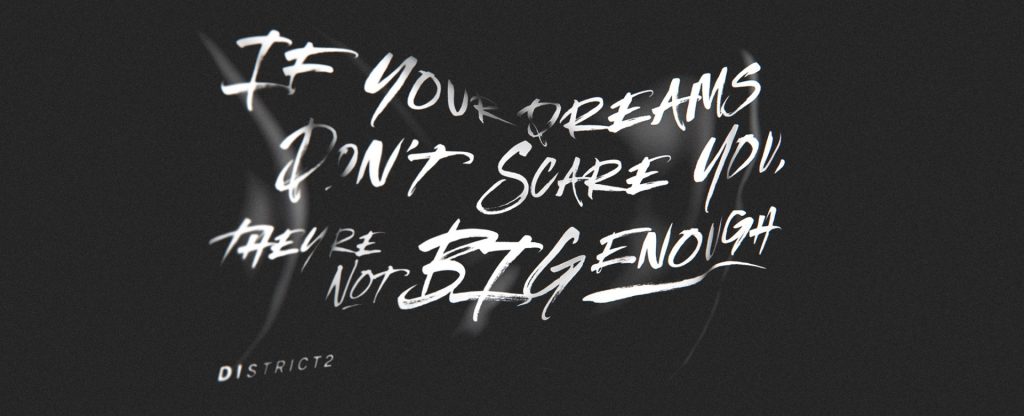 IF YOUR DREAMS
DON'T SCARE YOU,
THEY'RE
NOT BIG ENOUGH
DISTRICT2